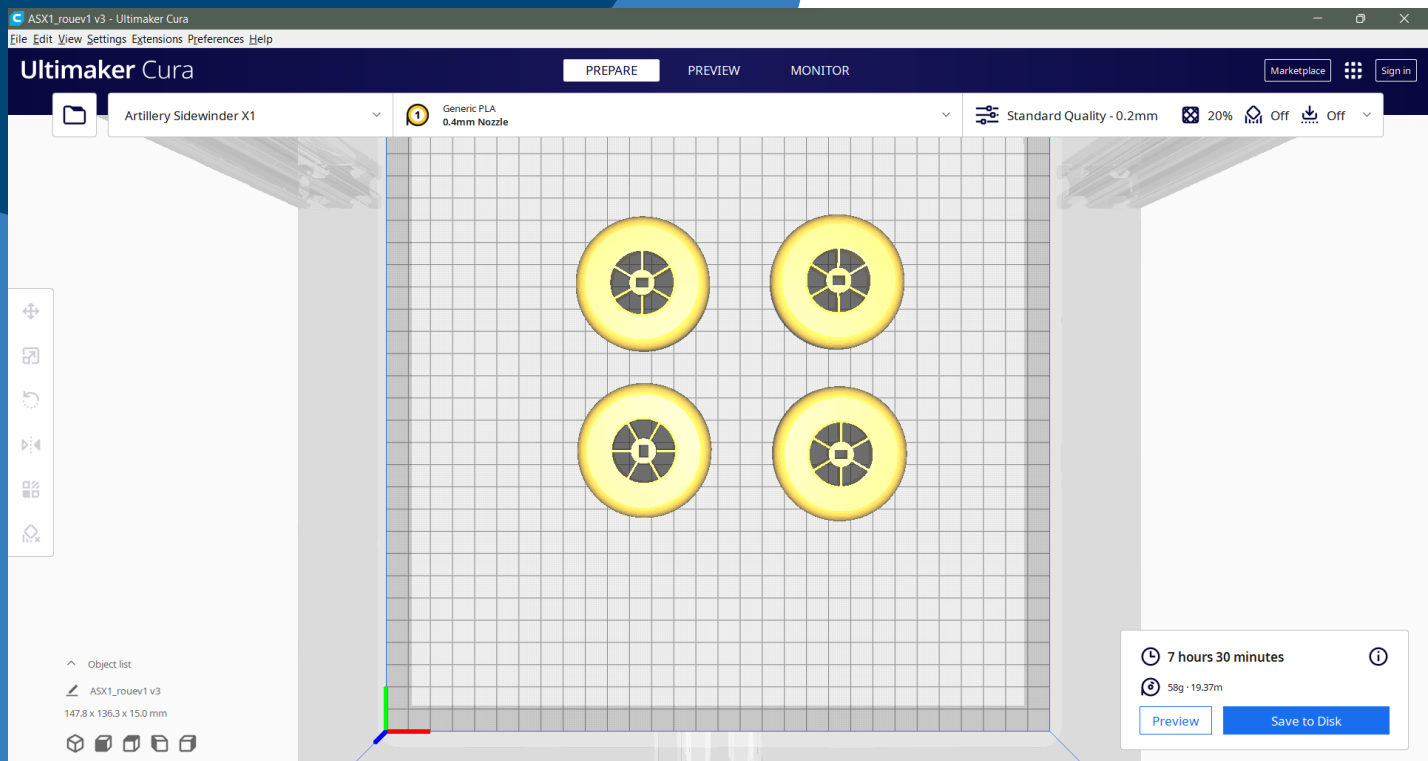 ASX1_rouev1 v3 - Ultimaker Cura
File Edit View Settings Extensions Preferences Help
Ultimaker Cura
PREPARE
PREVIEW
MONITOR
Marketplace
Sign in
Artillery Sidewinder X1
1
Generic PLA
0.4mm Nozzle
Standard Quality - 0.2mm
20%
Off
Off
Object list
ASX1_rouev1 v3
147.8 x 136.3 x 15.0 mm
7 hours 30 minutes
58g · 19.37m
Preview
Save to Disk